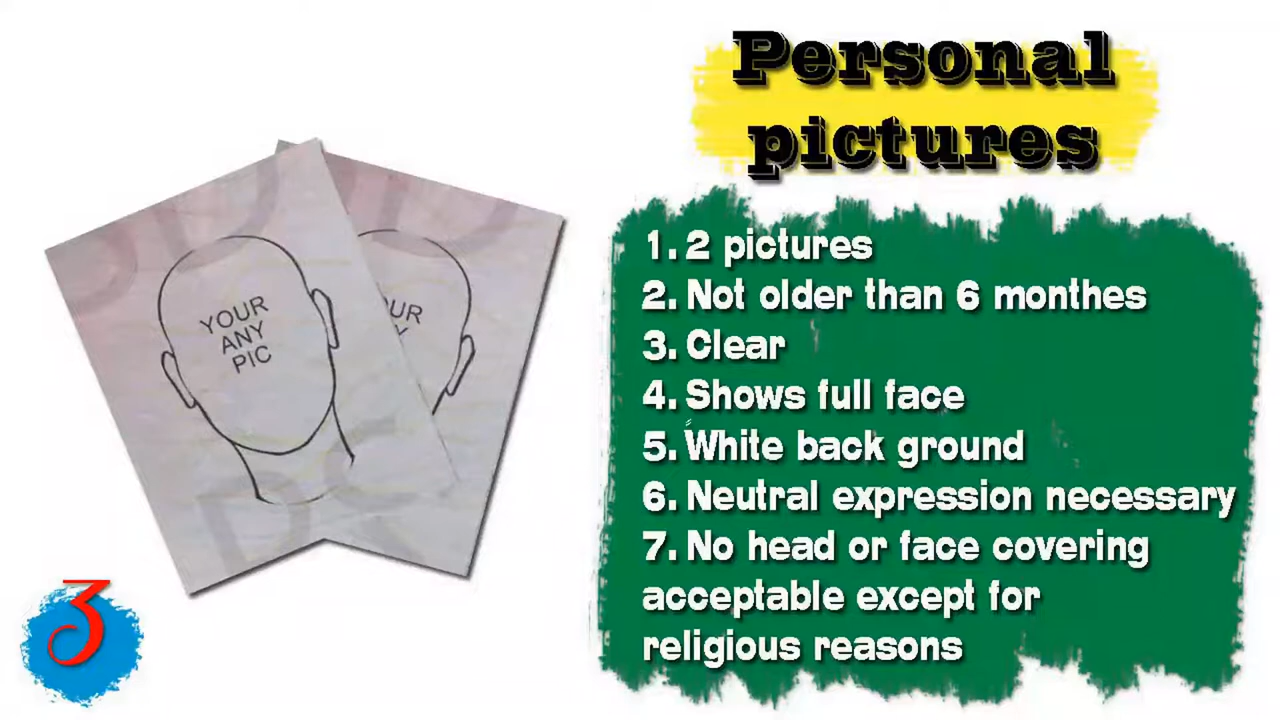 Personal
pictures
YOUR
ANY
PIC
UR
1. 2 pictures
2. Not older than 6 monthes
3. Clear
4. Shows full face
5. White back ground
6. Neutral expression necessary
7. No head or face covering
acceptable except for
religious reasons
3